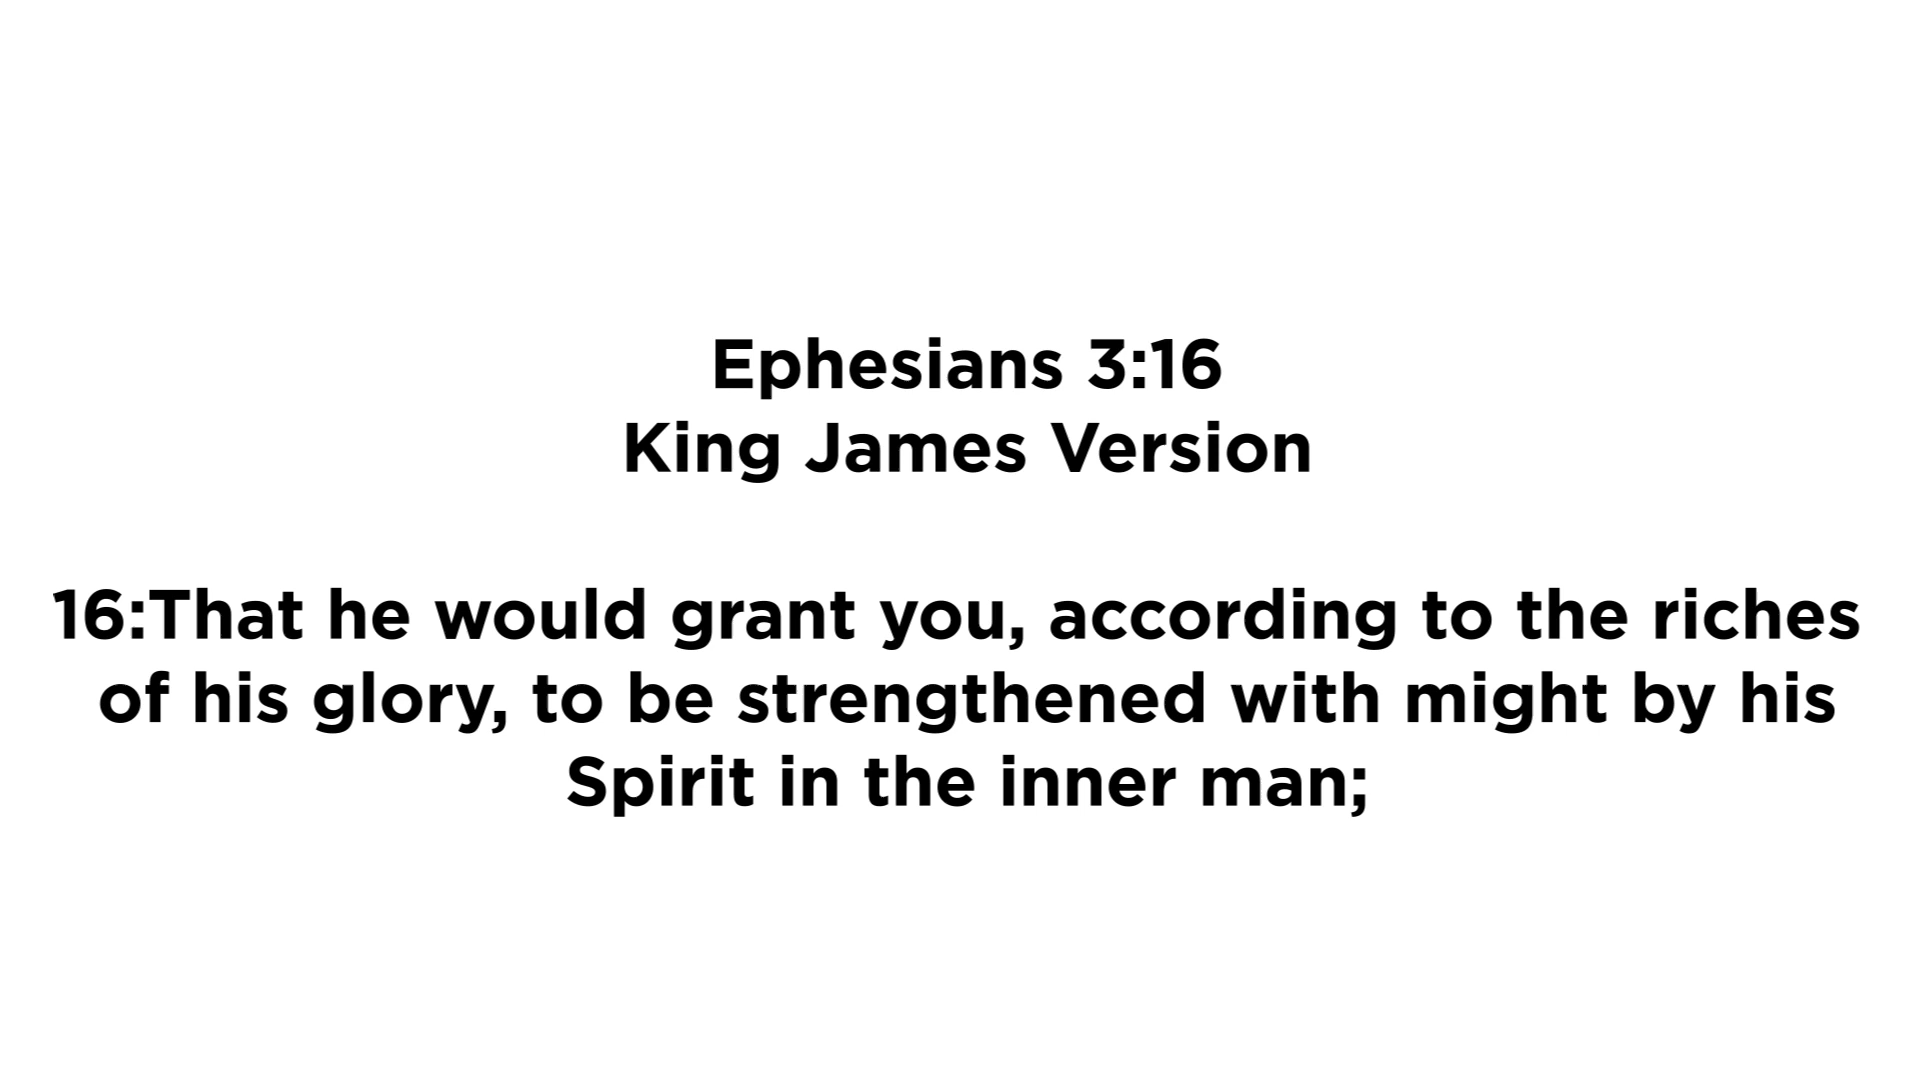 Ephesians 3:16
King James Version
16:That he would grant you, according to the riches
of his glory, to be strengthened with might by his
Spirit in the inner man;